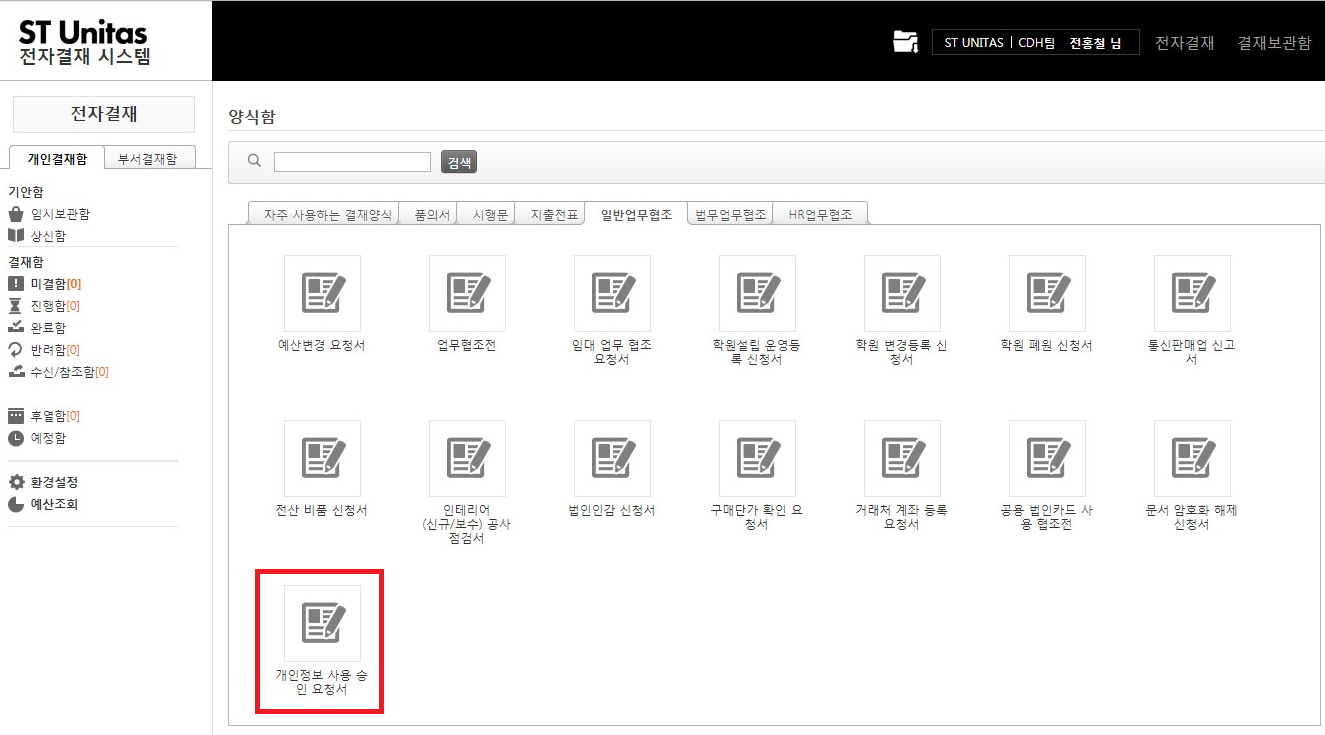 ST Unitas
전자결재 시스템
ST UNITAS | CDH팀 전홍철 님
전자결재
결재보관함
전자결재
개인결재함
부서결재함
기안함
임시보관함
상신함
결재함
미결함[0]
진행함[0]
완료함
반려함[0]
수신/참조함[0]
후열함[0]
예정함
환경설정
예산조회
양식함
검색
자주 사용하는 결재양식
품의서
시행문
지출전표
일반업무협조
법무업무협조
HR업무협조
예산변경 요청서
업무협조전
임대 업무 협조
요청서
학원설립 운영등
록 신청서
학원 변경등록 신
청서
학원 폐원 신청서
통신판매업 신고
서
전산 비품 신청서
인테리어
(신규/보수) 공사
점검서
법인인감 신청서
구매단가 확인 요
청서
거래처 계좌 등록
요청서
공용 법인카드 사
용 협조전
문서 암호화 해제
신청서
개인정보 사용 승
인 요청서